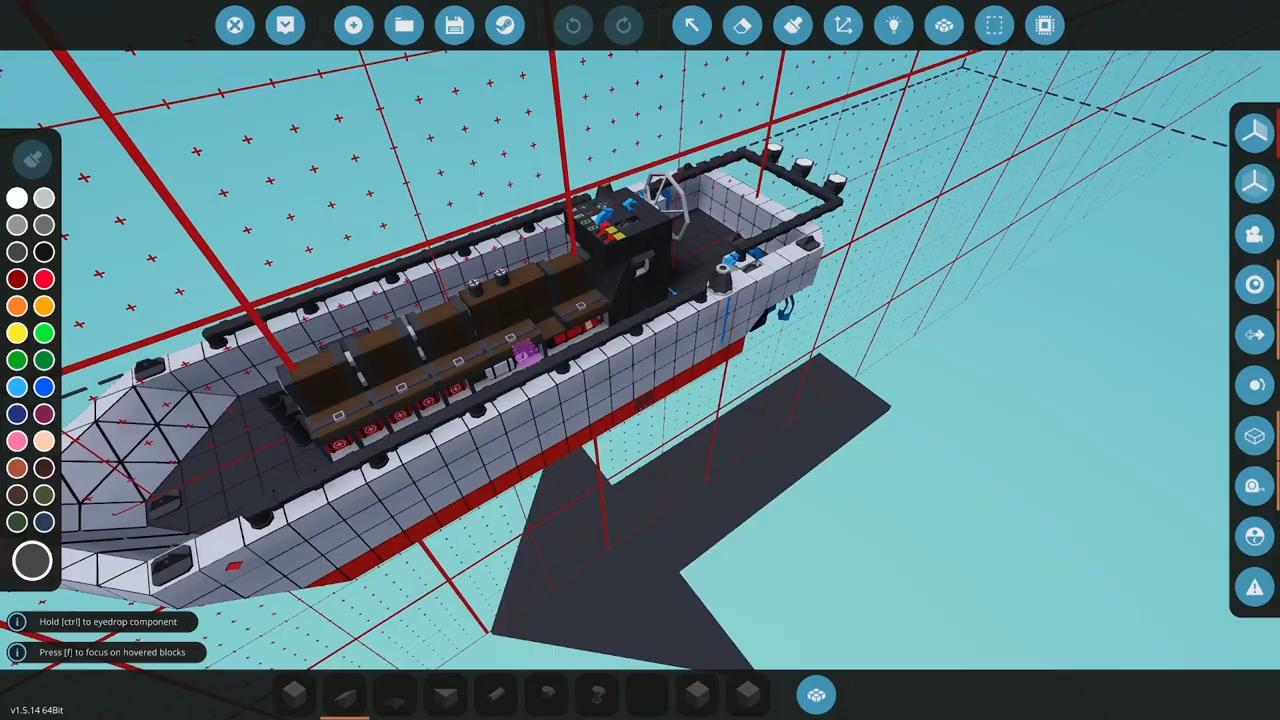 Hold [ctrl] to eyedrop component
Press [f] to focus on hovered blocks
v1.5.14 64Bit